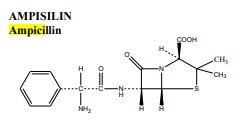 AMPISILIN
Ampicillin
H O
COOH
O N H
CH₃
CH₃
N
H
S
NH₂ H H